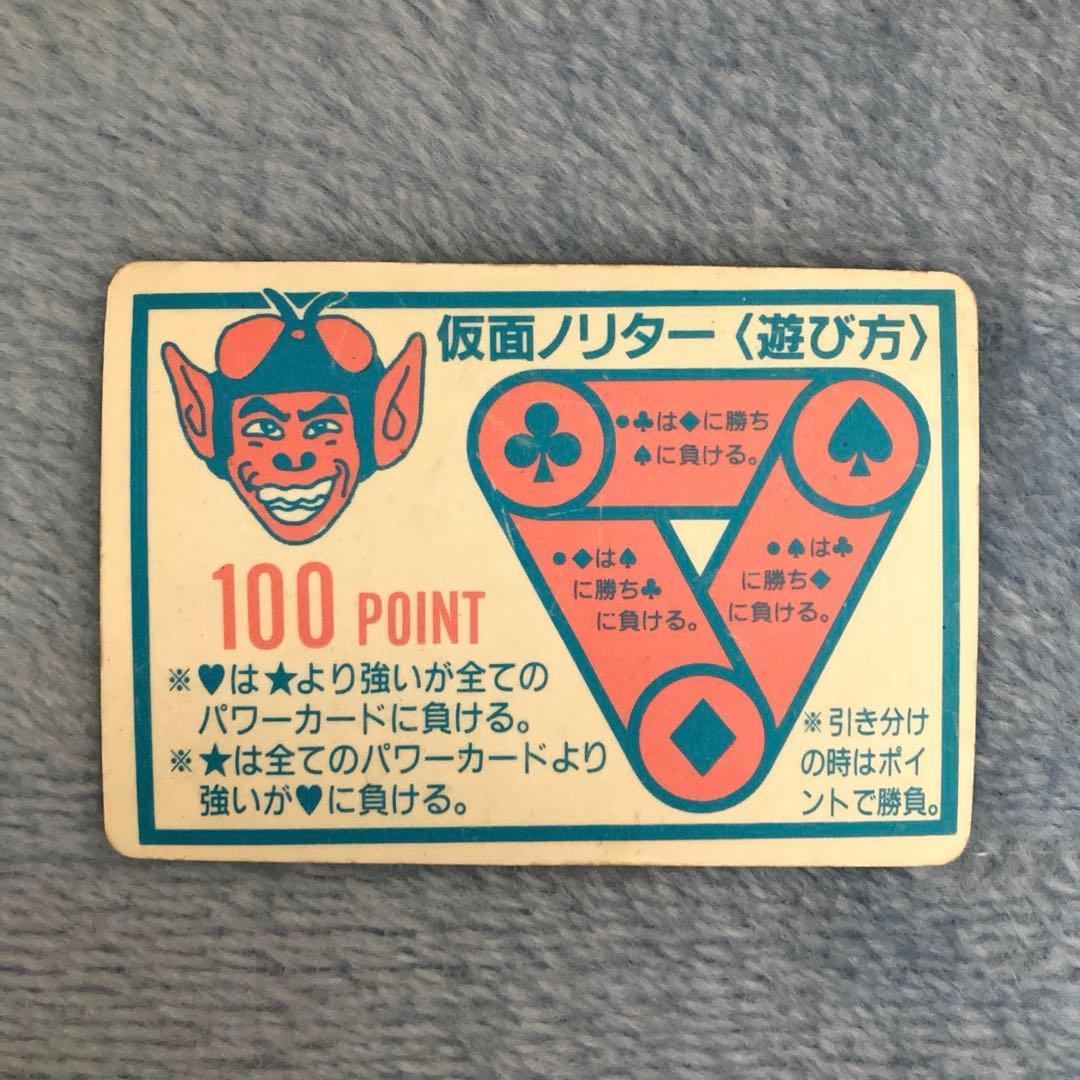 仮面ノリター〈遊び方〉
●♣は◆に勝ち
♠に負ける。
●◆は♠
に勝ち♣
に負ける。
●♠は♣
に勝ち◆
に負ける。
100 POINT
※♥は★より強いが全ての
パワーカードに負ける。
※★は全てのパワーカードより
強いが♥に負ける。
※引き分け
の時はポイ
ントで勝負。